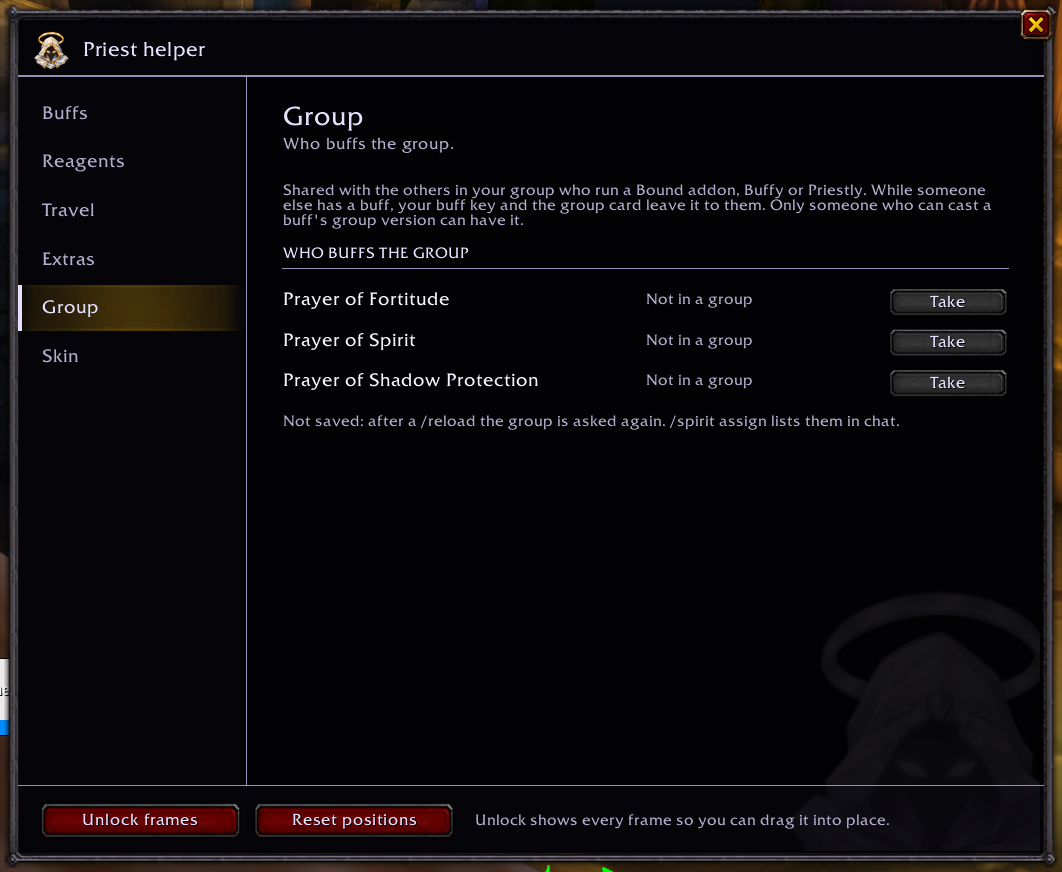 Priest helper
Buffs
Reagents
Travel
Extras
Group
Skin
Group
Who buffs the group.
Shared with the others in your group who run a Bound addon, Buffy or Priestly. While someone
else has a buff, your buff key and the group card leave it to them. Only someone who can cast a
buff's group version can have it.
WHO BUFFS THE GROUP
Prayer of Fortitude Not in a group Take
Prayer of Spirit Not in a group Take
Prayer of Shadow Protection Not in a group Take
Not saved: after a /reload the group is asked again. /spirit assign lists them in chat.
Unlock frames Reset positions Unlock shows every frame so you can drag it into place.